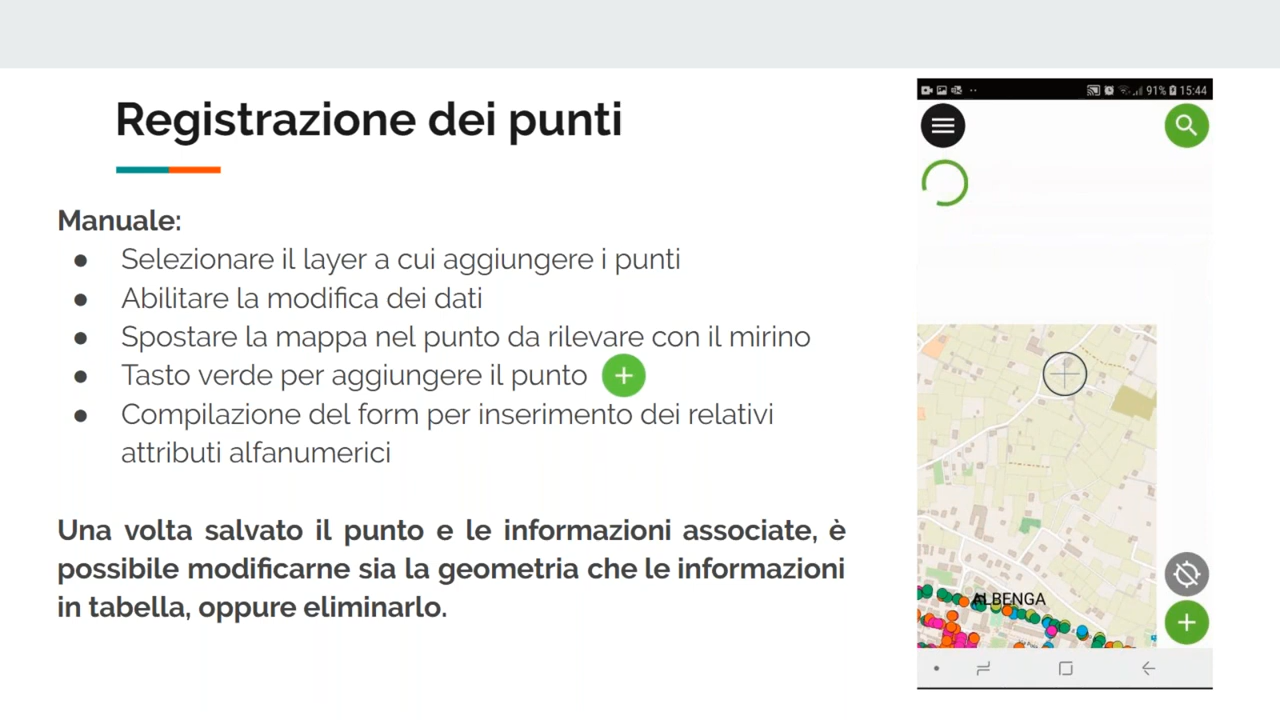 Registrazione dei punti
Manuale:
● Selezionare il layer a cui aggiungere i punti
● Abilitare la modifica dei dati
● Spostare la mappa nel punto da rilevare con il mirino
● Tasto verde per aggiungere il punto
● Compilazione del form per inserimento dei relativi
attributi alfanumerici
Una volta salvato il punto e le informazioni associate, è
possibile modificarne sia la geometria che le informazioni
in tabella, oppure eliminarlo.
91% 15:44
ALBENGA